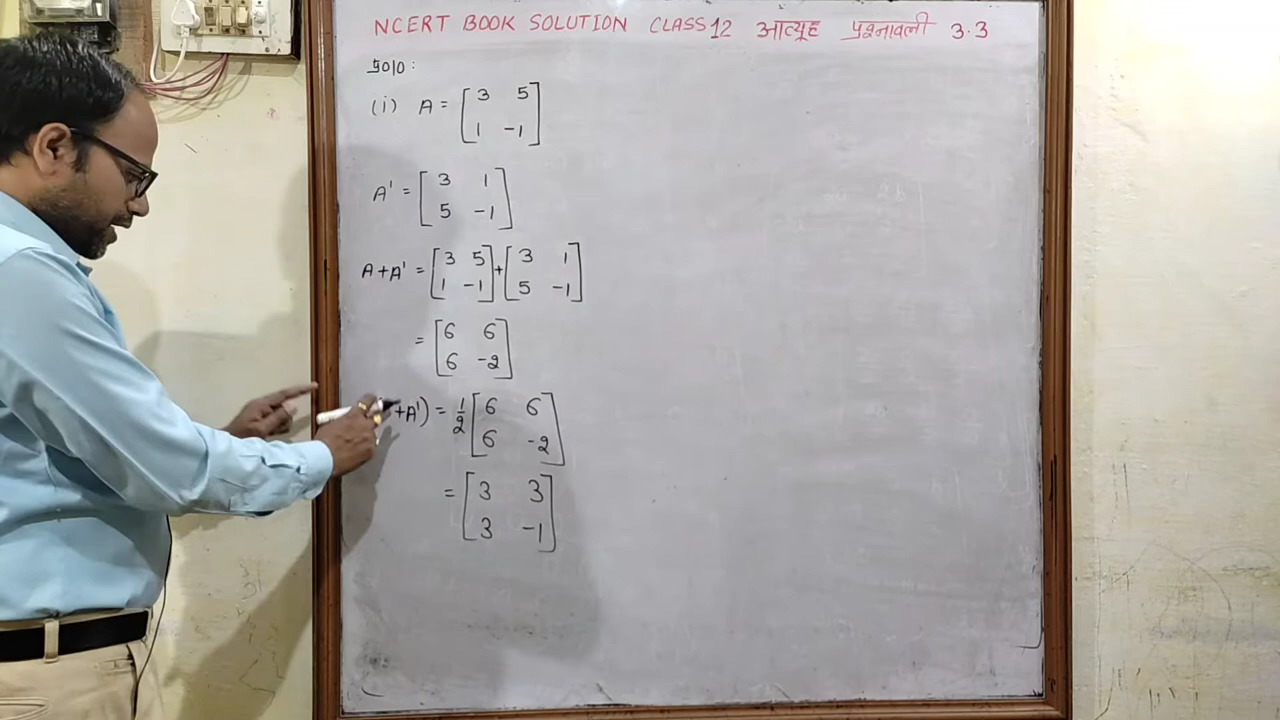 NCERT BOOK SOLUTION CLASS 12 आव्यूह प्रश्नावली 3.3
प्र010:
(i) A = [3 5
1 -1]
A' = [3 1
5 -1]
A+A' = [3 5 + [3 1
1 -1] 5 -1]
= [6 6
6 -2]
+A') = 1/2 [6 6
6 -2]
= [3 3
3 -1]